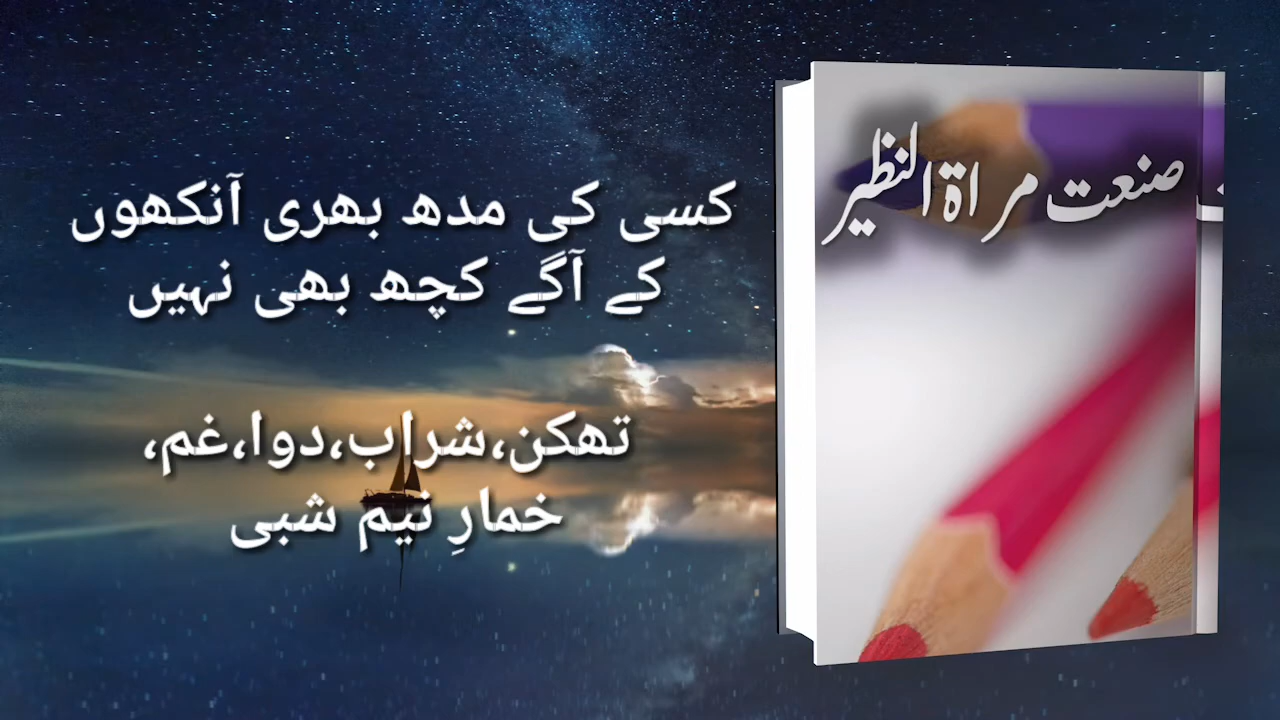 کسی کی مدھ بھری آنکھوں
کے آگے کچھ بھی نہیں
تھکن،شراب،دوا،غم،
خمارِ نیم شبی
صنعت مراۃ النظیر